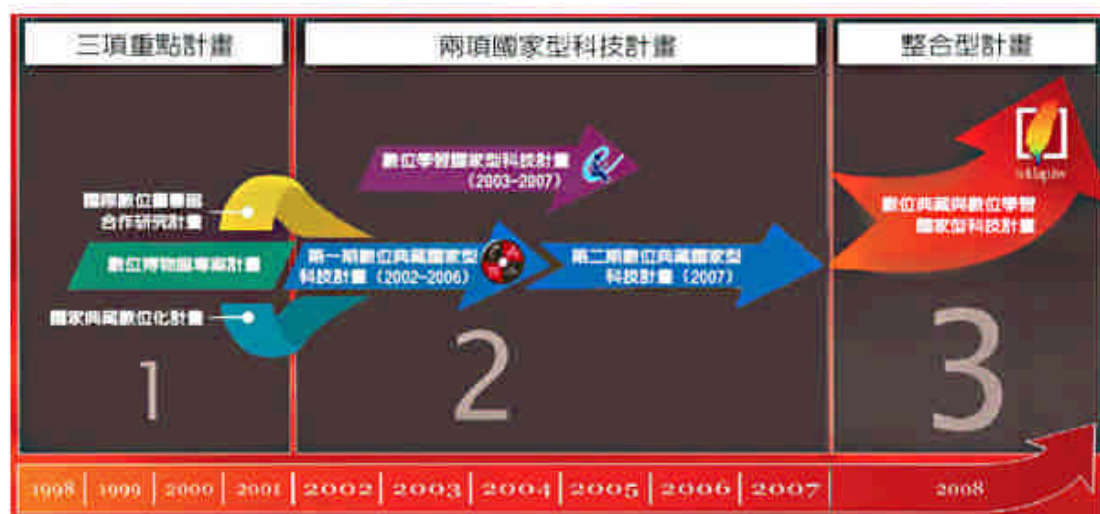 三項重點計畫
兩項國家型科技計畫
整合型計畫
國際數位圖書館
合作研究計畫
數位博物館專案計畫
國家典藏數位化計畫
數位學習國家型科技計畫
(2003-2007)
第一期數位典藏國家型
科技計畫(2002-2006)
第二期數位典藏國家型
科技計畫(2007)
數位典藏與數位學習
國家型科技計畫
1
2
3
1998 1999 2000 2001 2002 2003 2004 2005 2006 2007 2008